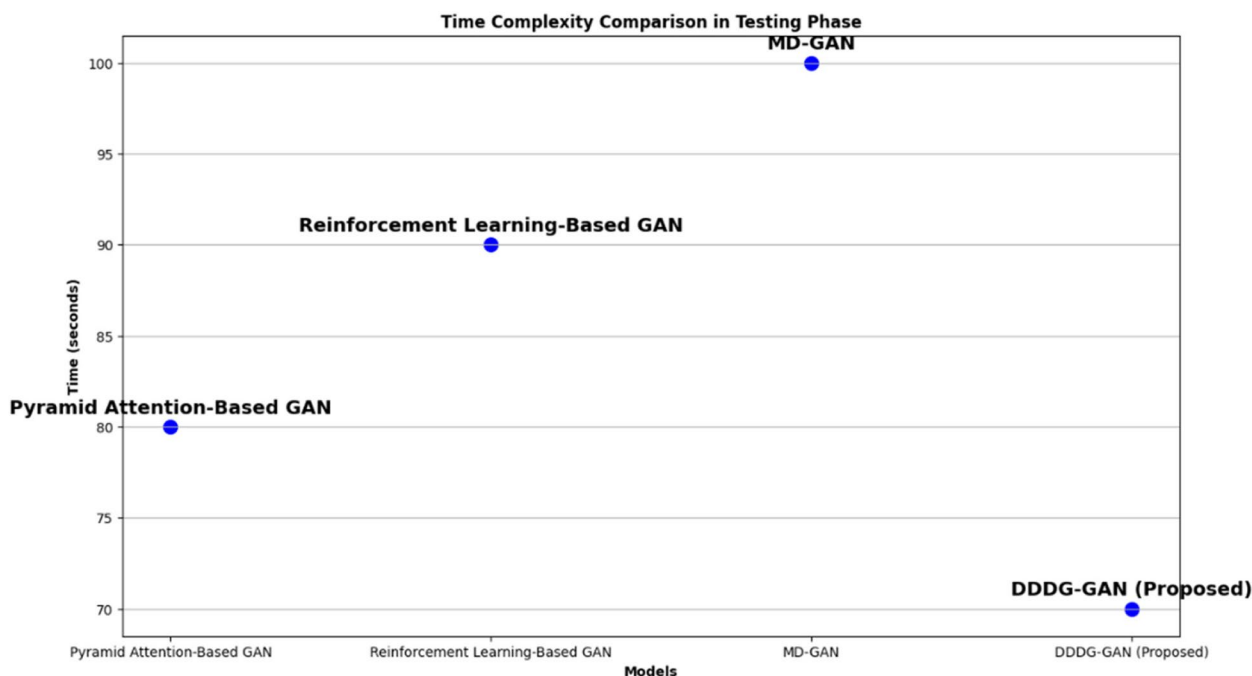 Time Complexity Comparison in Testing Phase
MD-GAN
100
95
Reinforcement Learning-Based GAN
90
85
Time (seconds)
Pyramid Attention-Based GAN
80
75
DDDG-GAN (Proposed)
70
Pyramid Attention-Based GAN
Reinforcement Learning-Based GAN
MD-GAN
DDDG-GAN (Proposed)
Models